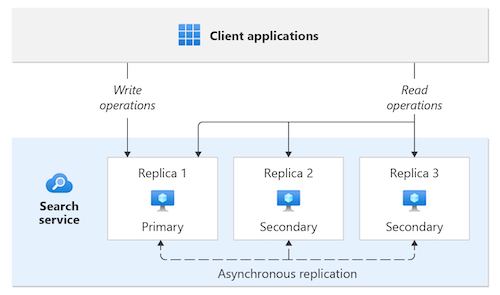 Client applications
Write
operations
Read
operations
Search
service
Replica 1
Primary
Replica 2
Secondary
Replica 3
Secondary
Asynchronous replication